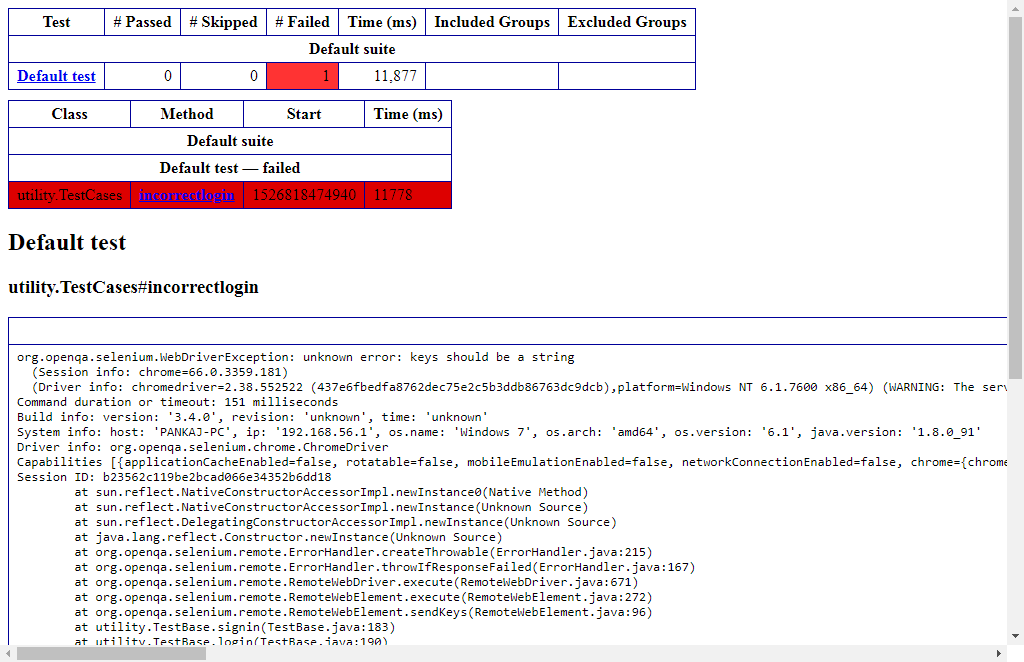 Test # Passed # Skipped # Failed Time (ms) Included Groups Excluded Groups
Default suite
Default test 0 0 1 11,877
Class Method Start Time (ms)
Default suite
Default test — failed
utility.TestCases incorrectlogin 1526818474940 11778
Default test
utility.TestCases#incorrectlogin
org.openqa.selenium.WebDriverException: unknown error: keys should be a string
(Session info: chrome=66.0.3359.181)
(Driver info: chromedriver=2.38.552522 (437e6fbedfa8762dec75e2c5b3ddb86763dc9dcb),platform=Windows NT 6.1.7600 x86_64) (WARNING: The serv
Command duration or timeout: 151 milliseconds
Build info: version: '3.4.0', revision: 'unknown', time: 'unknown'
System info: host: 'PANKAJ-PC', ip: '192.168.56.1', os.name: 'Windows 7', os.arch: 'amd64', os.version: '6.1', java.version: '1.8.0_91'
Driver info: org.openqa.selenium.chrome.ChromeDriver
Capabilities [{applicationCacheEnabled=false, rotatable=false, mobileEmulationEnabled=false, networkConnectionEnabled=false, chrome={chrome
Session ID: b23562c119be2bcad066e34352b6dd18
at sun.reflect.NativeConstructorAccessorImpl.newInstance0(Native Method)
at sun.reflect.NativeConstructorAccessorImpl.newInstance(Unknown Source)
at sun.reflect.DelegatingConstructorAccessorImpl.newInstance(Unknown Source)
at java.lang.reflect.Constructor.newInstance(Unknown Source)
at org.openqa.selenium.remote.ErrorHandler.createThrowable(ErrorHandler.java:215)
at org.openqa.selenium.remote.ErrorHandler.throwIfResponseFailed(ErrorHandler.java:167)
at org.openqa.selenium.remote.RemoteWebDriver.execute(RemoteWebDriver.java:671)
at org.openqa.selenium.remote.RemoteWebElement.execute(RemoteWebElement.java:272)
at org.openqa.selenium.remote.RemoteWebElement.sendKeys(RemoteWebElement.java:96)
at utility.TestBase.signin(TestBase.java:183)
at utility.TestBase.login(TestBase.java:190)